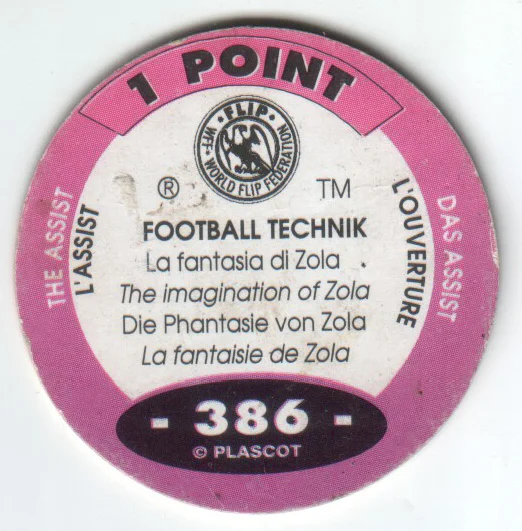 1 POINT
·FLIP·
WFF· WORLD FLIP FEDERATION
® TM
THE ASSIST
L'ASSIST
L'OUVERTURE
DAS ASSIST
FOOTBALL TECHNIK
La fantasia di Zola
The imagination of Zola
Die Phantasie von Zola
La fantaisie de Zola
- 386 -
© PLASCOT